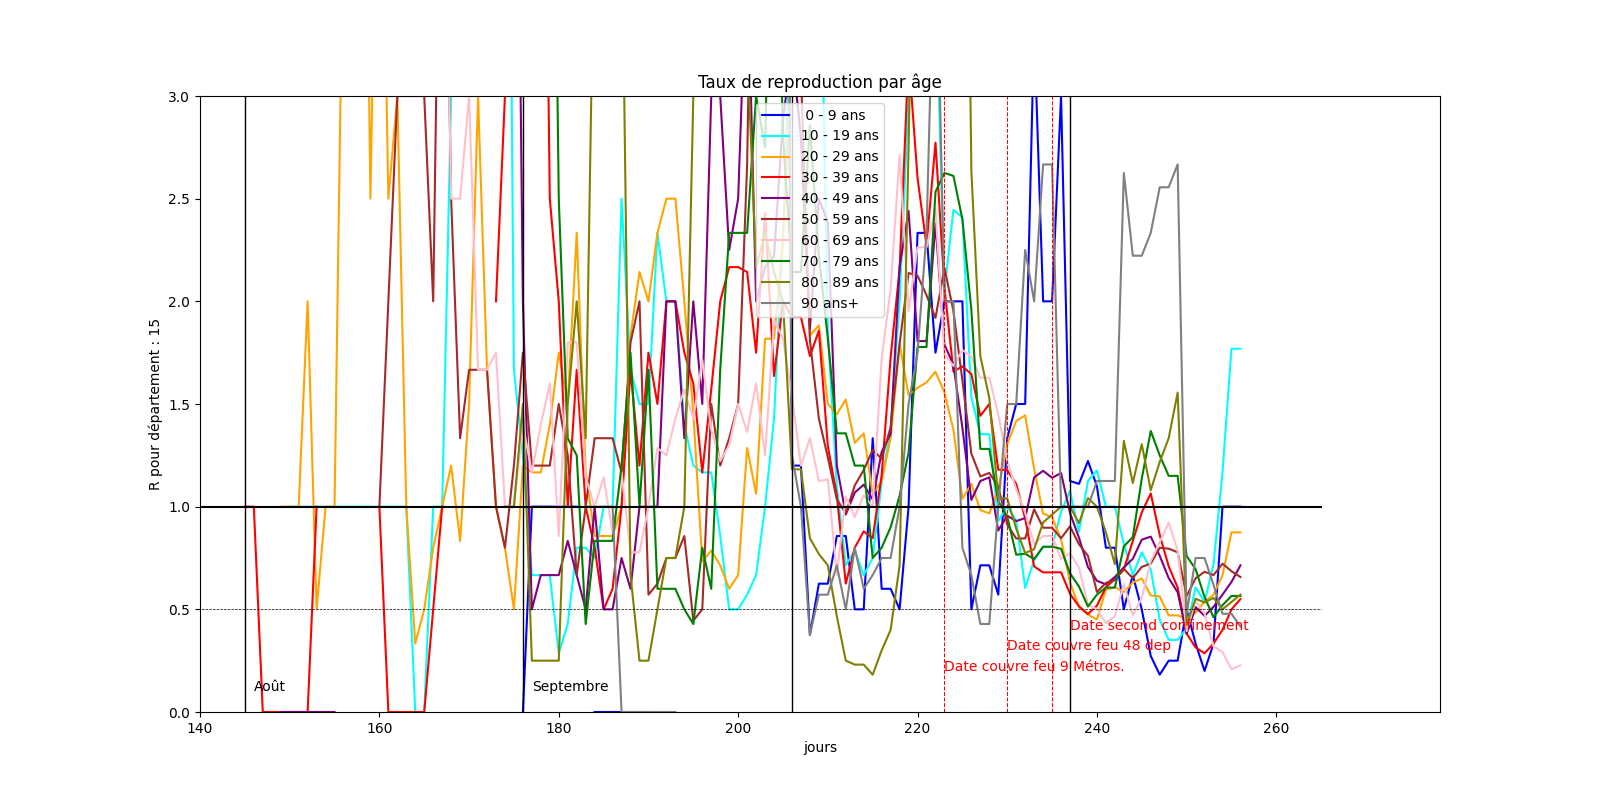 Taux de reproduction par âge
R pour département : 15
3.0
2.5
2.0
1.5
1.0
0.5
0.0
0 - 9 ans
10 - 19 ans
20 - 29 ans
30 - 39 ans
40 - 49 ans
50 - 59 ans
60 - 69 ans
70 - 79 ans
80 - 89 ans
90 ans+
Date second confinement
Date couvre feu 48 dep
Date couvre feu 9 Métros.
Août
Septembre
140 160 180 200 220 240 260
jours